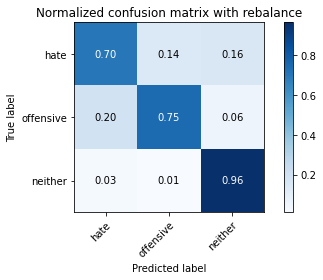 Normalized confusion matrix with rebalance
True label
hate 0.70 0.14 0.16
offensive 0.20 0.75 0.06
neither 0.03 0.01 0.96
hate offensive neither
Predicted label
0.8
0.6
0.4
0.2